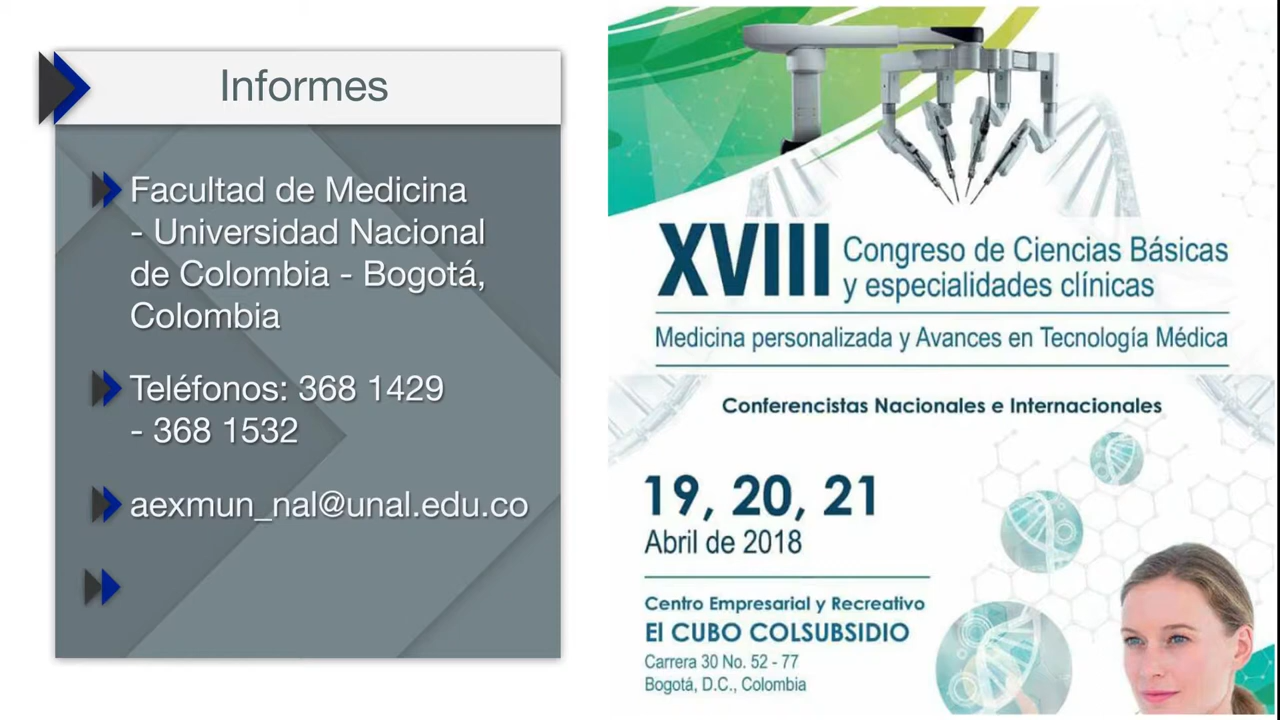 Informes
Facultad de Medicina
- Universidad Nacional
de Colombia - Bogotá,
Colombia
Teléfonos: 368 1429
- 368 1532
aexmun_nal@unal.edu.co
XVIII
Congreso de Ciencias Básicas
y especialidades clínicas
Medicina personalizada y Avances en Tecnología Médica
Conferencistas Nacionales e Internacionales
19, 20, 21
Abril de 2018
Centro Empresarial y Recreativo
El CUBO COLSUBSIDIO
Carrera 30 No. 52 - 77
Bogotá, D.C., Colombia